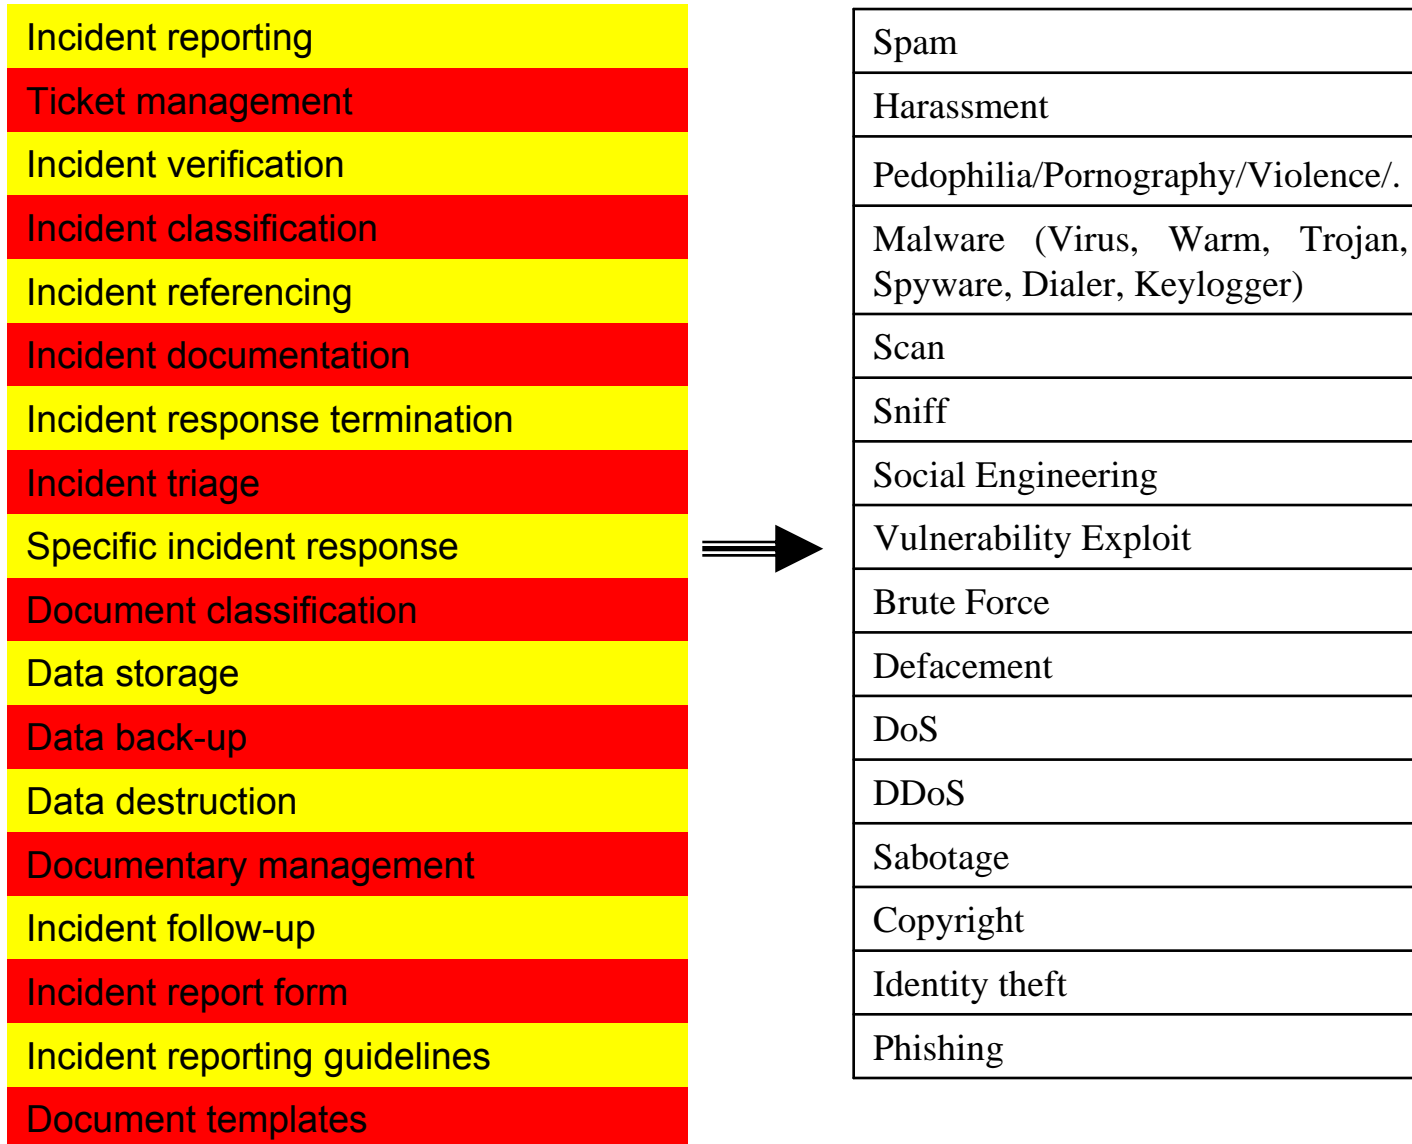 Incident reporting
Ticket management
Incident verification
Incident classification
Incident referencing
Incident documentation
Incident response termination
Incident triage
Specific incident response
Document classification
Data storage
Data back-up
Data destruction
Documentary management
Incident follow-up
Incident report form
Incident reporting guidelines
Document templates
Spam
Harassment
Pedophilia/Pornography/Violence/.
Malware (Virus, Warm, Trojan,
Spyware, Dialer, Keylogger)
Scan
Sniff
Social Engineering
Vulnerability Exploit
Brute Force
Defacement
DoS
DDoS
Sabotage
Copyright
Identity theft
Phishing